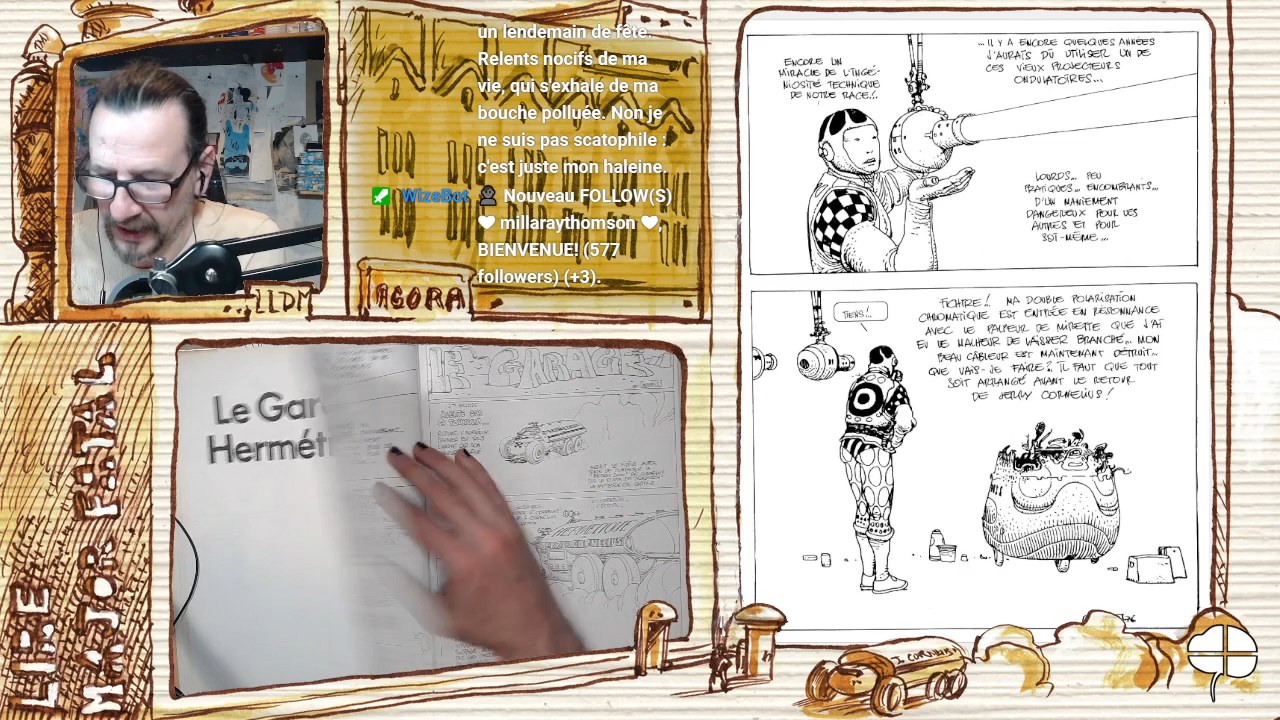 un lendemain de fête.
Relents nocifs de ma
vie, qui s'exhale de ma
bouche polluée. Non je
ne suis pas scatophile :
c'est juste mon haleine.
WizeBot Nouveau FOLLOW(S)
millaraythomson
BIENVENUE! (577
followers) (+3).
LLDM
AGORA
LIRE
MAJOR FATAL
Le Gar
Hermét
LE GARAGE
HERMETIQUE
ENCORE UN
MIRACLE DE L'INGÉ-
NIOSITÉ TECHNIQUE
DE NOTRE RACE!..
...IL Y A ENCORE QUELQUES ANNÉES
J'AURAIS DÛ UTILISER UN DE
CES VIEUX PROJECTEURS
ONDULATOIRES...
LOURDS... PEU
PRATIQUES... ENCOMBRANTS...
D'UN MANIEMENT
DANGEREUX POUR LES
AUTRES ET POUR
SOI-MÊME...
TIENS!..
FICHTRE!.. MA DOUBLE POLARISATION
CHROMATIQUE EST ENTRÉE EN RÉSONNANCE
AVEC LE PALPEUR DE MIRETTE QUE J'AI
EU LE MALHEUR DE LAISSER BRANCHÉ... MON
BEAU CÂBLEUR EST MAINTENANT DÉTRUIT...
QUE VAIS-JE FAIRE? IL FAUT QUE TOUT
SOIT ARRANGÉ AVANT LE RETOUR
DE JERRY CORNELIUS!
J. CORNELIUS